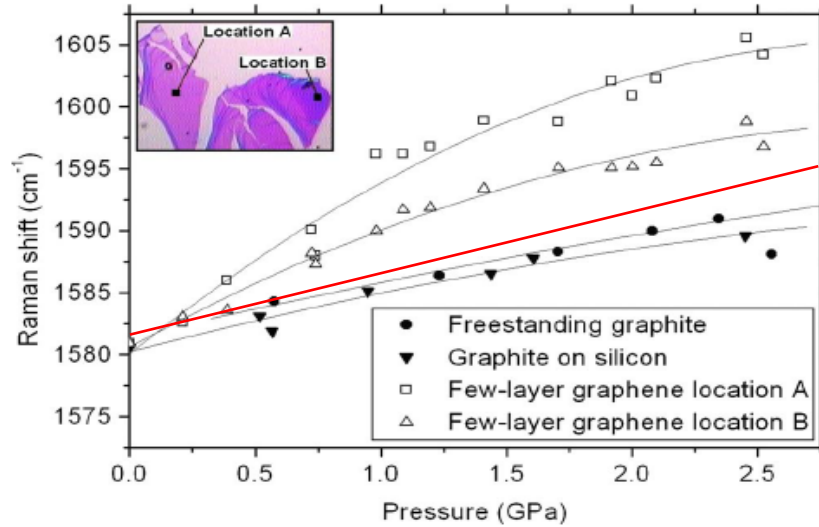 Location A
Location B
1605
1600
1595
1590
1585
1580
1575
Raman shift (cm⁻¹)
Freestanding graphite
Graphite on silicon
Few-layer graphene location A
Few-layer graphene location B
0.0 0.5 1.0 1.5 2.0 2.5
Pressure (GPa)